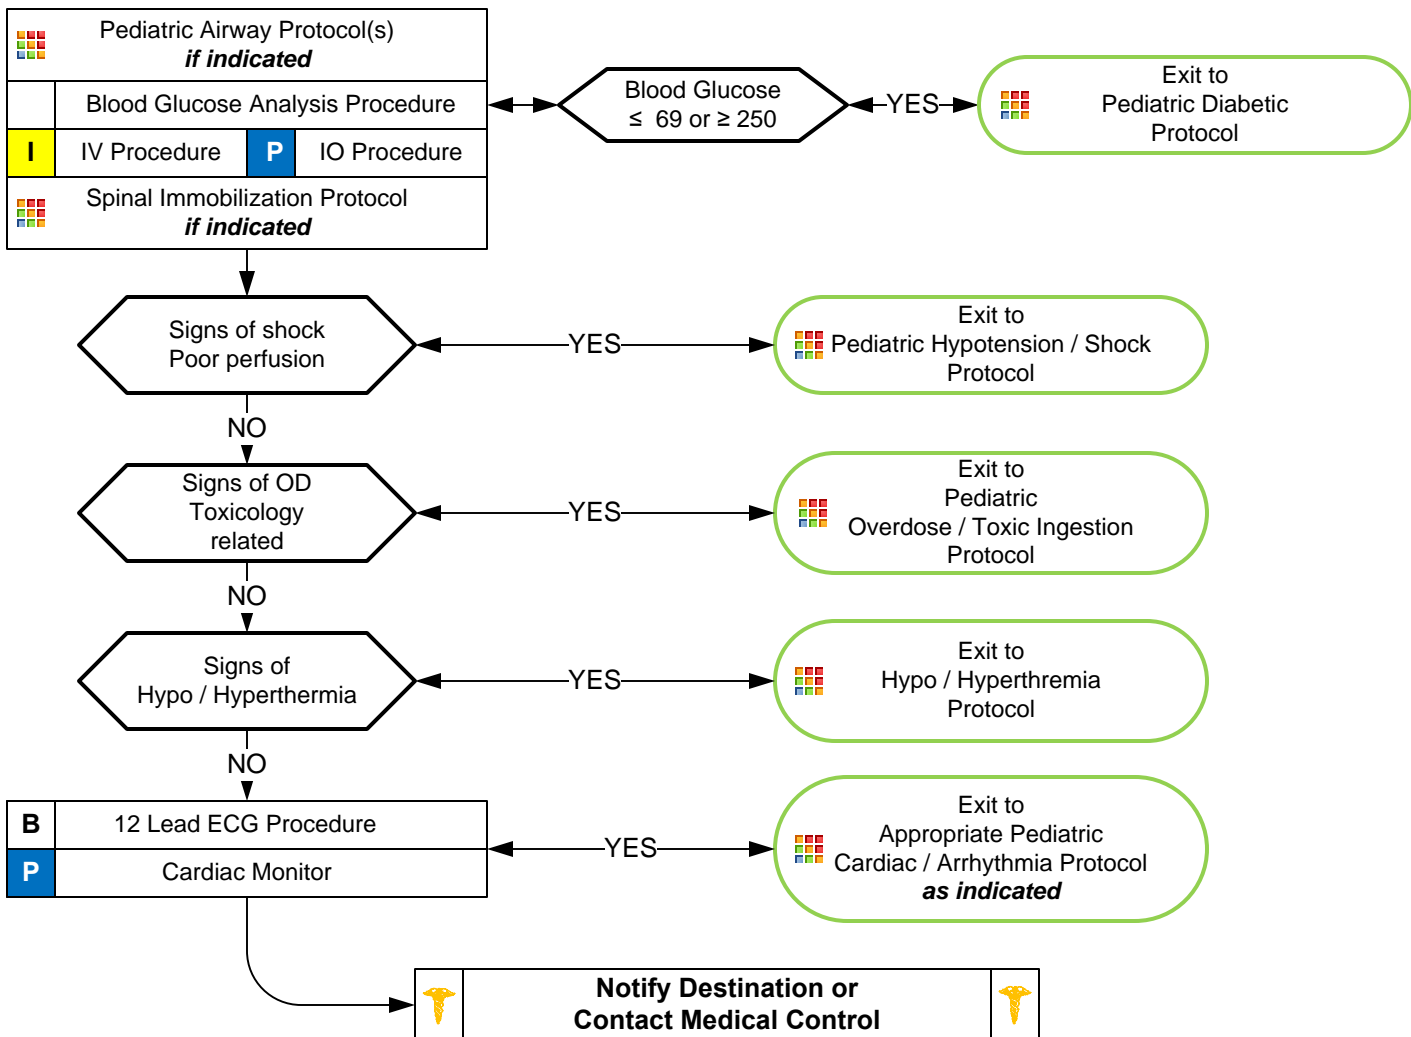 Pediatric Airway Protocol(s)
if indicated
Blood Glucose Analysis Procedure
I IV Procedure P IO Procedure
Spinal Immobilization Protocol
if indicated
Blood Glucose
≤ 69 or ≥ 250
YES
Exit to
Pediatric Diabetic
Protocol
Signs of shock
Poor perfusion
YES
Exit to
Pediatric Hypotension / Shock
Protocol
NO
Signs of OD
Toxicology
related
YES
Exit to
Pediatric
Overdose / Toxic Ingestion
Protocol
NO
Signs of
Hypo / Hyperthermia
YES
Exit to
Hypo / Hyperthremia
Protocol
NO
B 12 Lead ECG Procedure
P Cardiac Monitor
YES
Exit to
Appropriate Pediatric
Cardiac / Arrhythmia Protocol
as indicated
Notify Destination or
Contact Medical Control